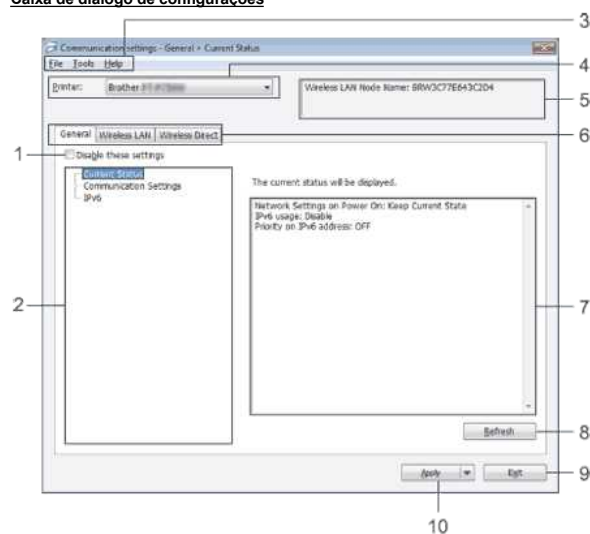 Caixa de diálogo de configurações
3
Communication settings - General > Current Status
File Tools Help
4
Printer: Brother
Wireless LAN Node Name: BRW3C77E643C2D4
5
General Wireless LAN Wireless Direct
6
1
Disable these settings
Current Status
Communication Settings
IPv6
The current status will be displayed.
Network Settings on Power On: Keep Current State
IPv6 usage: Disable
Priority on IPv6 address: OFF
2
7
Refresh
8
Apply
Exit
9
10